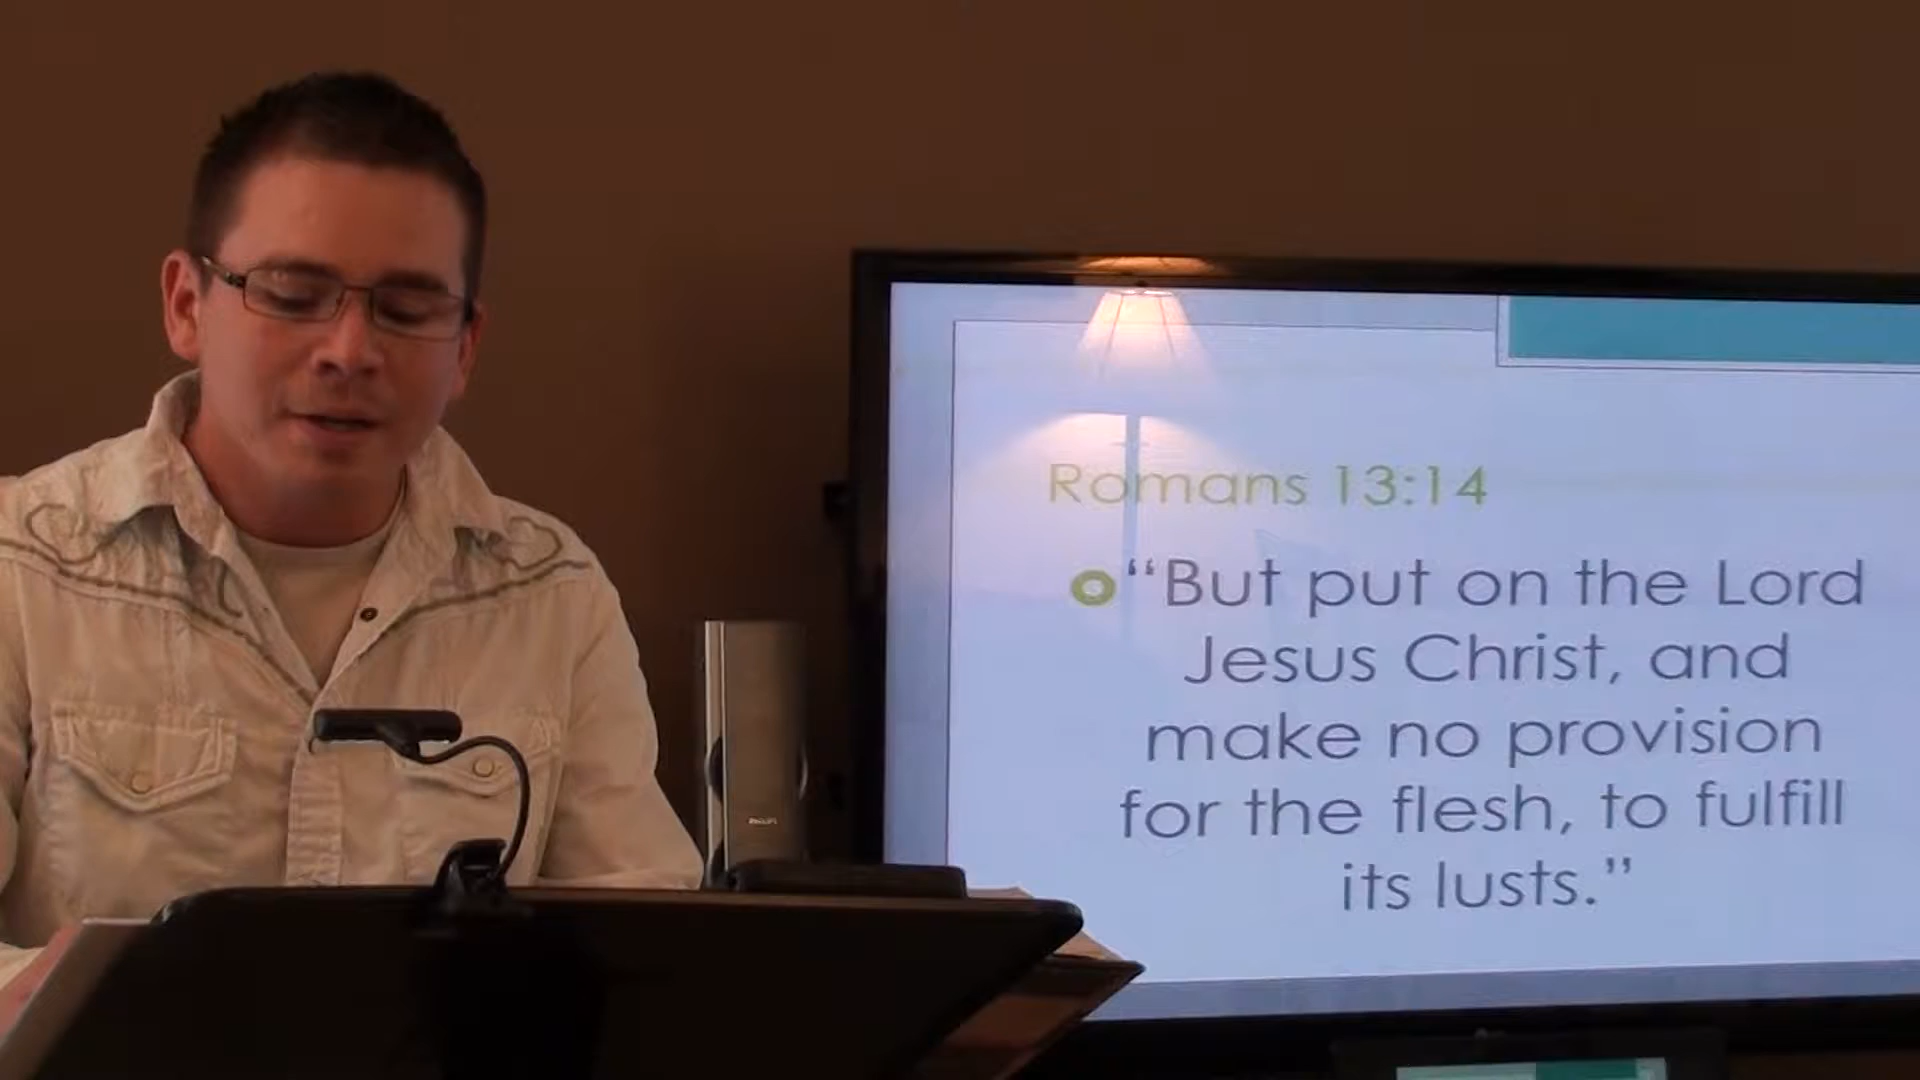 Romans 13:14
“But put on the Lord
Jesus Christ, and
make no provision
for the flesh, to fulfill
its lusts.”
PHILIPS